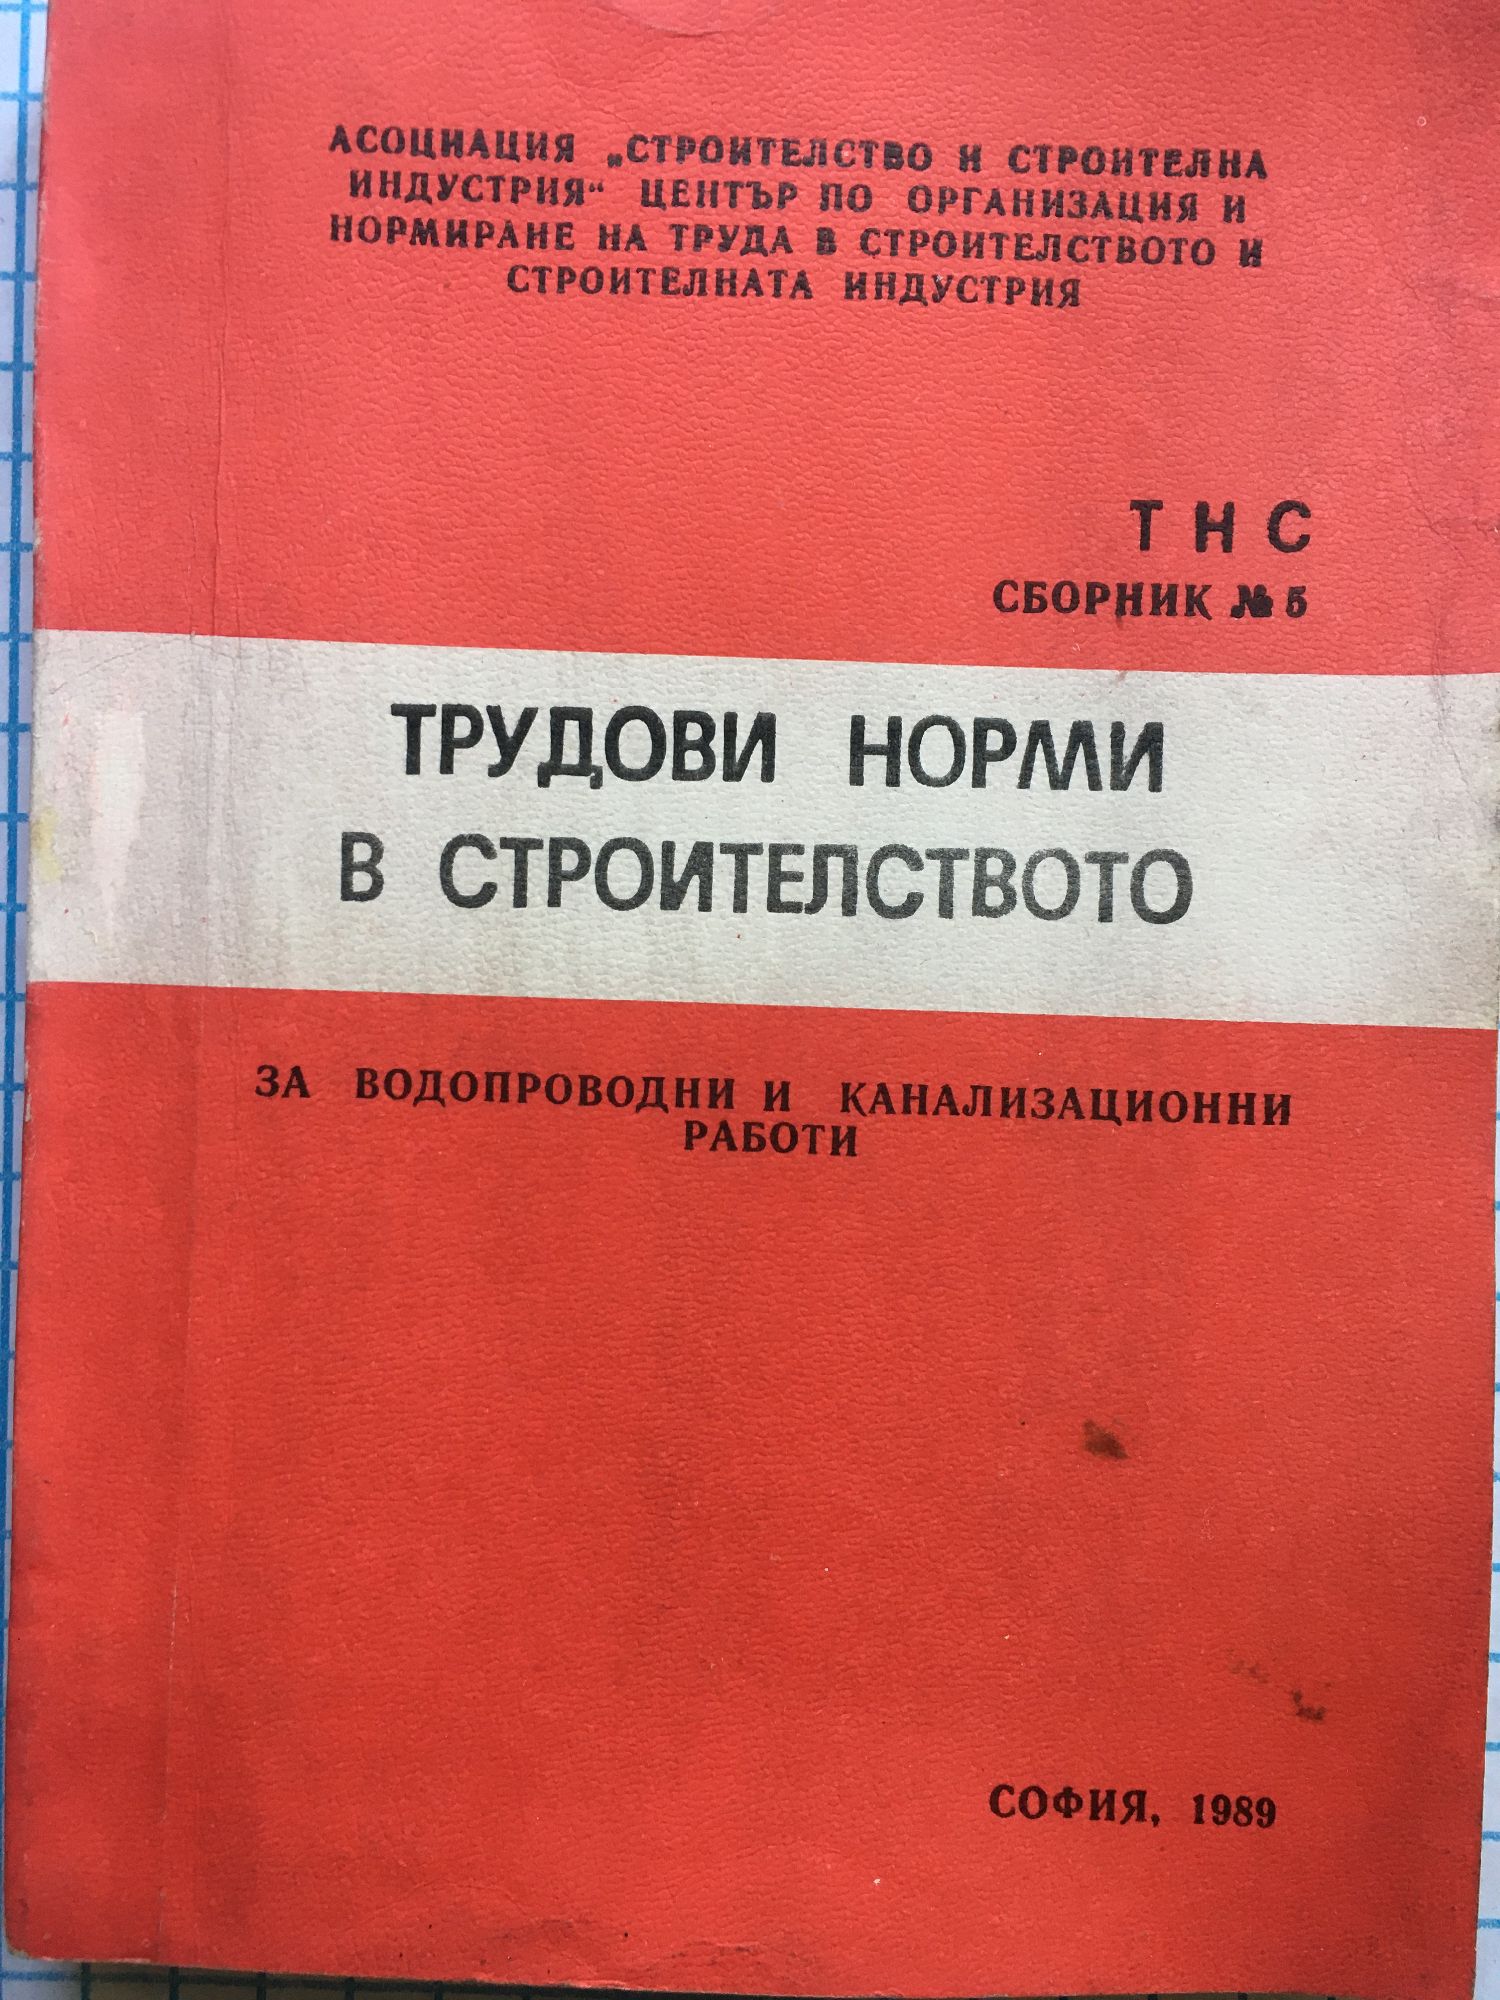 АСОЦИАЦИЯ „СТРОИТЕЛСТВО И СТРОИТЕЛНА
ИНДУСТРИЯ“ ЦЕНТЪР ПО ОРГАНИЗАЦИЯ И
НОРМИРАНЕ НА ТРУДА В СТРОИТЕЛСТВОТО И
СТРОИТЕЛНАТА ИНДУСТРИЯ
Т Н С
СБОРНИК № 5
ТРУДОВИ НОРМИ
В СТРОИТЕЛСТВОТО
ЗА ВОДОПРОВОДНИ И КАНАЛИЗАЦИОННИ
РАБОТИ
СОФИЯ, 1989